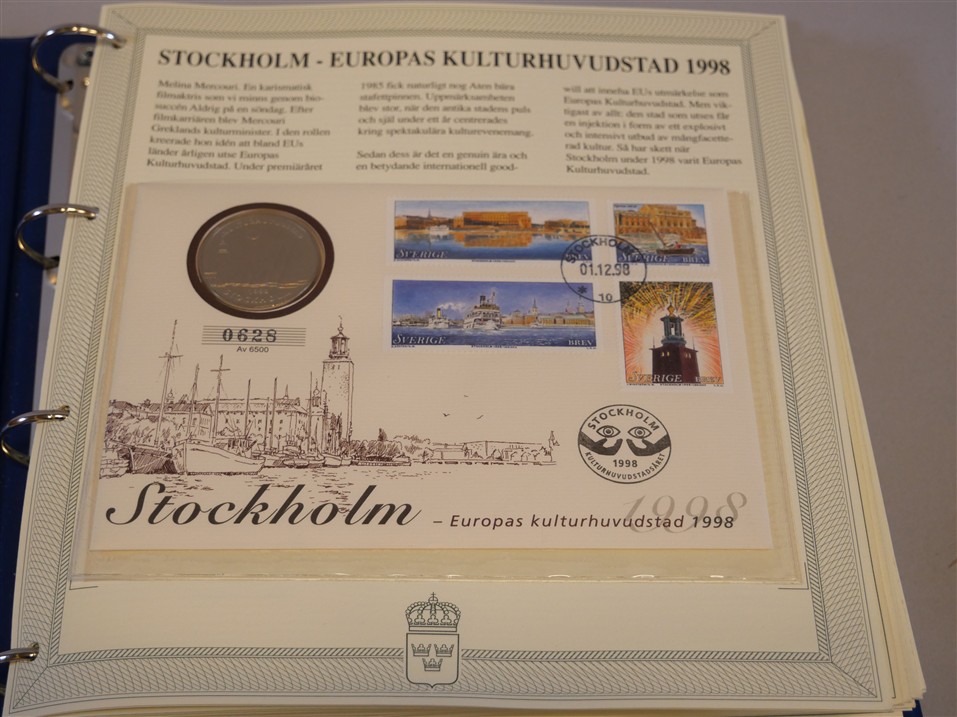 STOCKHOLM - EUROPAS KULTURHUVUDSTAD 1998
Melina Mercouri. En karismatisk
filmaktris som vi minns genom bio-
succén Aldrig på en söndag. Efter
filmkarriären blev Mercouri
Greklands kulturminister. I den rollen
kreerade hon idén att bland EUs
länder årligen utse Europas
Kulturhuvudstad. Under premiäråret
1985 fick naturligt nog Aten bära
stafettpinnen. Uppmärksamheten
blev stor, när den antika stadens puls
och själ under ett år centrerades
kring spektakulära kulturevenemang.
Sedan dess är det en genuin ära och
en betydande internationell good-
will att inneha EUs utmärkelse som
Europas Kulturhuvudstad. Men vik-
tigast av allt: den stad som utses får
en injektion i form av ett explosivt
och intensivt utbud av mångfacette-
rad kultur. Så har skett när
Stockholm under 1998 varit Europas
Kulturhuvudstad.
0628
Av 6500
SVERIGE BREV
SVERIGE BREV
SVERIGE BREV
SVERIGE BREV
STOCKHOLM
01.12.98
* 10
STOCKHOLM
1998
KULTURHUVUDSTADSÅRET
1998
Stockholm – Europas kulturhuvudstad 1998